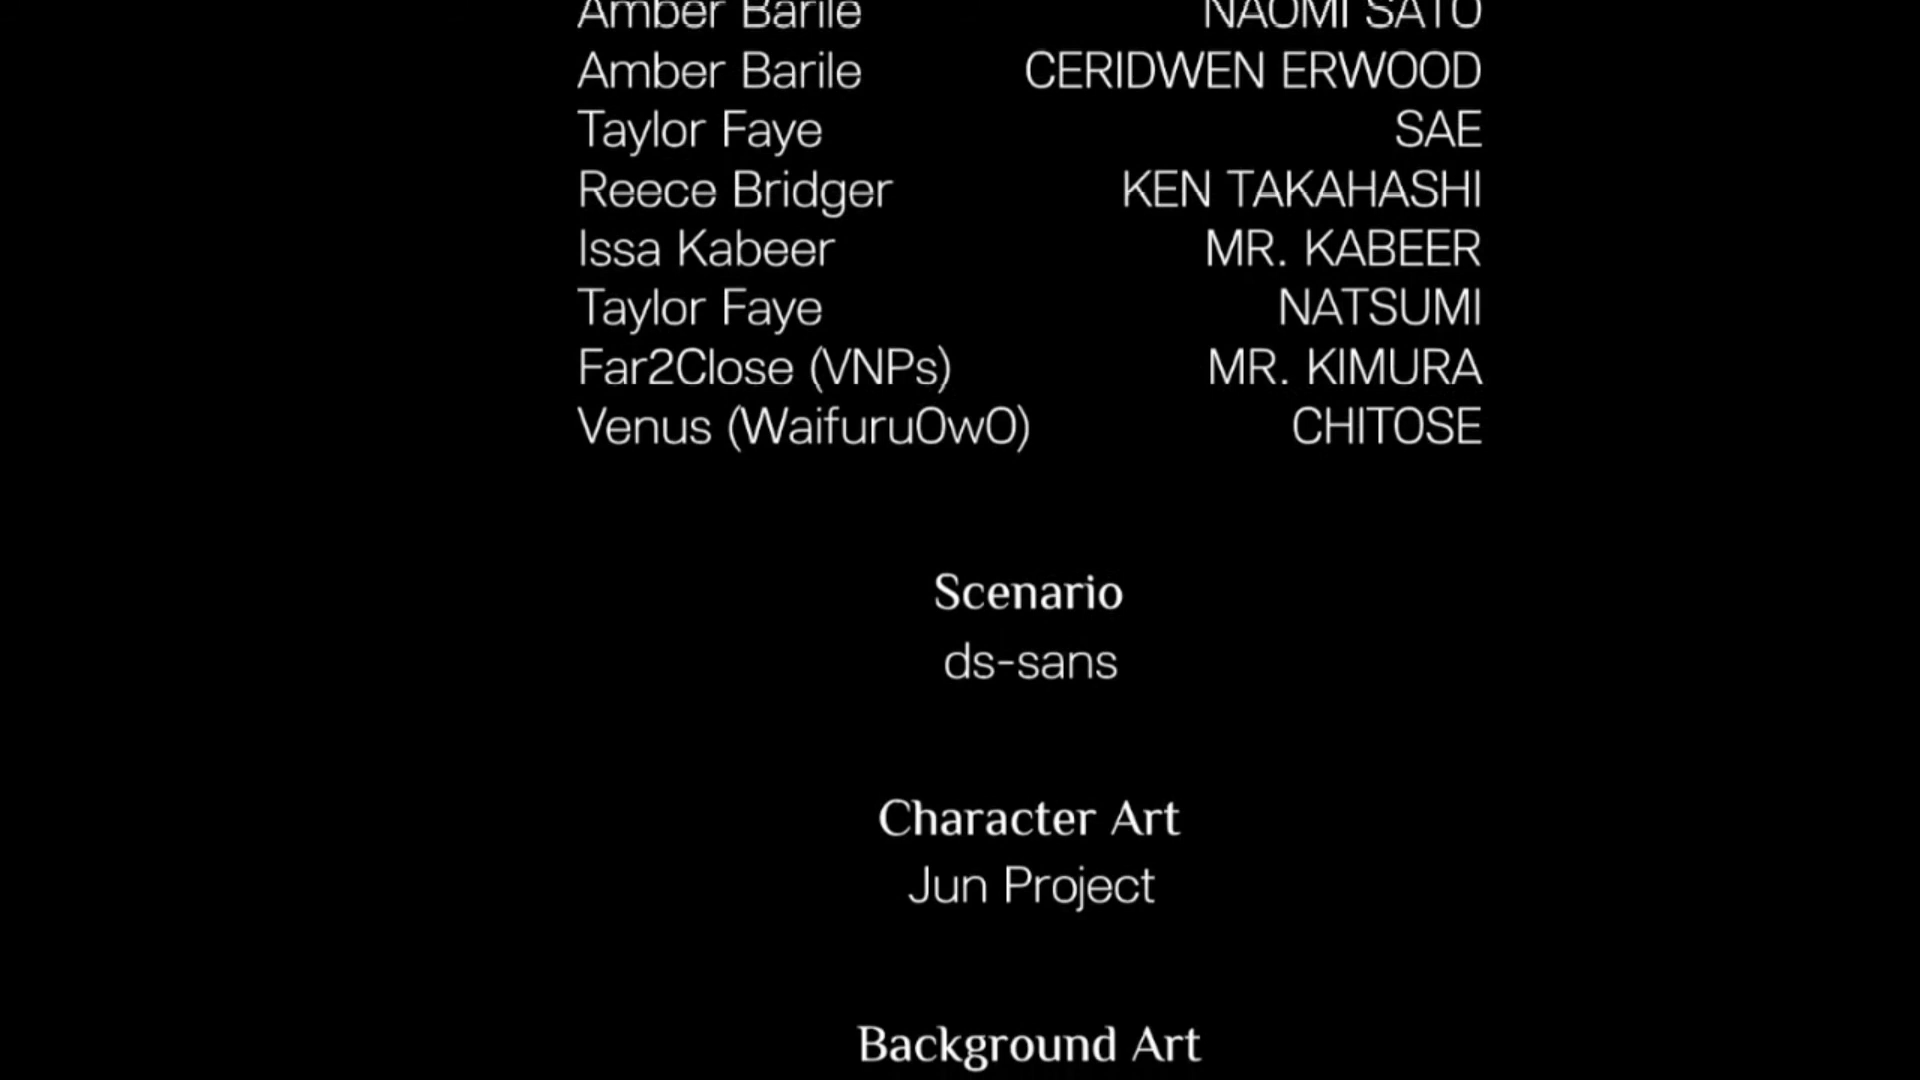 Amber Barile NAOMI SATO
Amber Barile CERIDWEN ERWOOD
Taylor Faye SAE
Reece Bridger KEN TAKAHASHI
Issa Kabeer MR. KABEER
Taylor Faye NATSUMI
Far2Close (VNPs) MR. KIMURA
Venus (WaifuruOwO) CHITOSE
Scenario
ds-sans
Character Art
Jun Project
Background Art